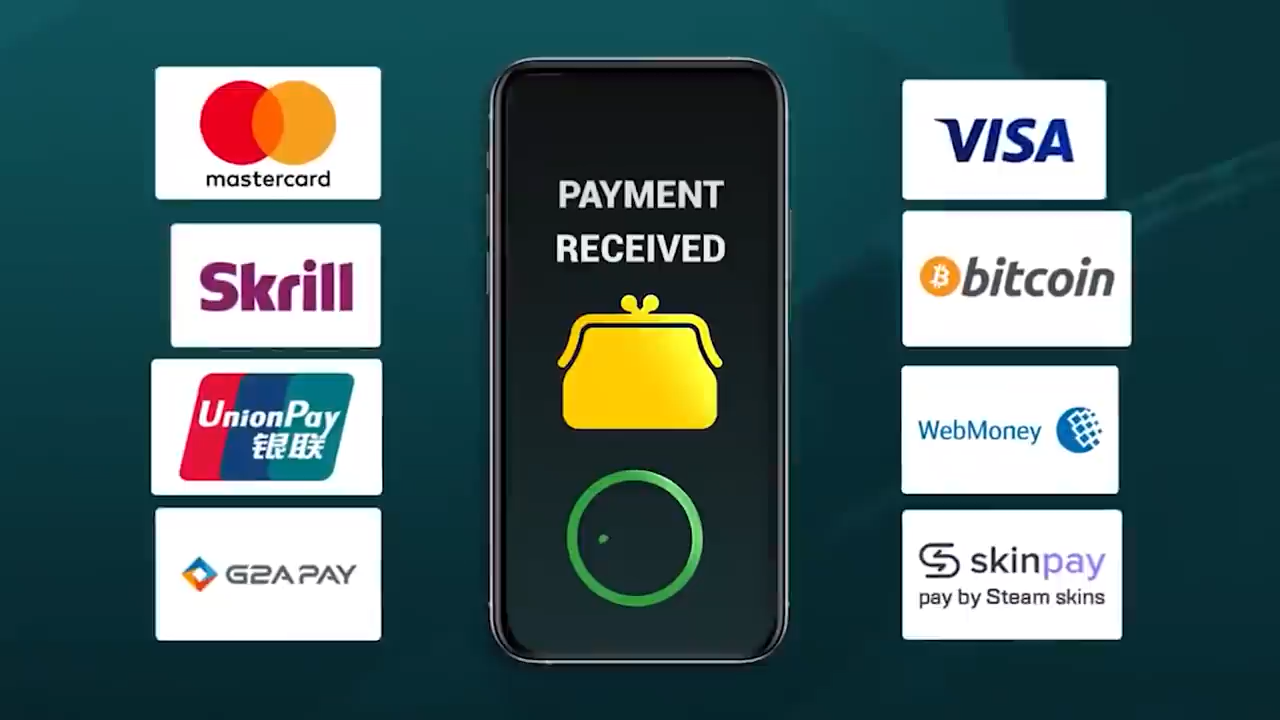 mastercard
Skrill
UnionPay
银联
G2A PAY
PAYMENT
RECEIVED
VISA
bitcoin
WebMoney
skinpay
pay by Steam skins